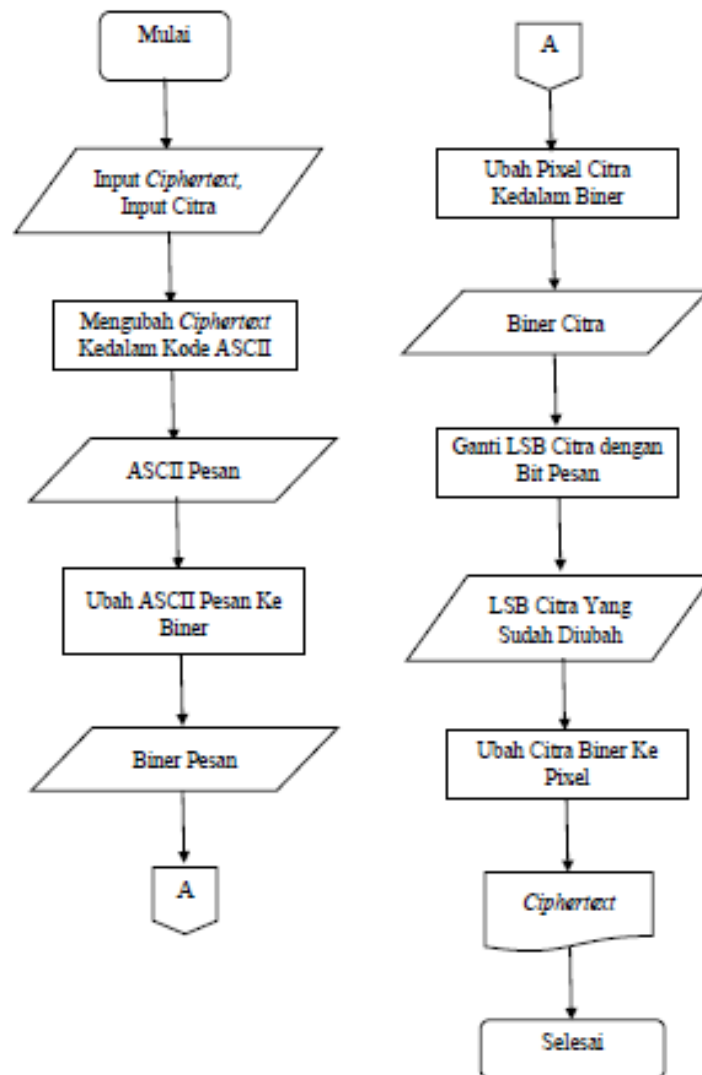 Mulai
Input Ciphertext,
Input Citra
Mengubah Ciphertext
Kedalam Kode ASCII
ASCII Pesan
Ubah ASCII Pesan Ke
Biner
Biner Pesan
A
A
Ubah Pixel Citra
Kedalam Biner
Biner Citra
Ganti LSB Citra dengan
Bit Pesan
LSB Citra Yang
Sudah Diubah
Ubah Citra Biner Ke
Pixel
Ciphertext
Selesai